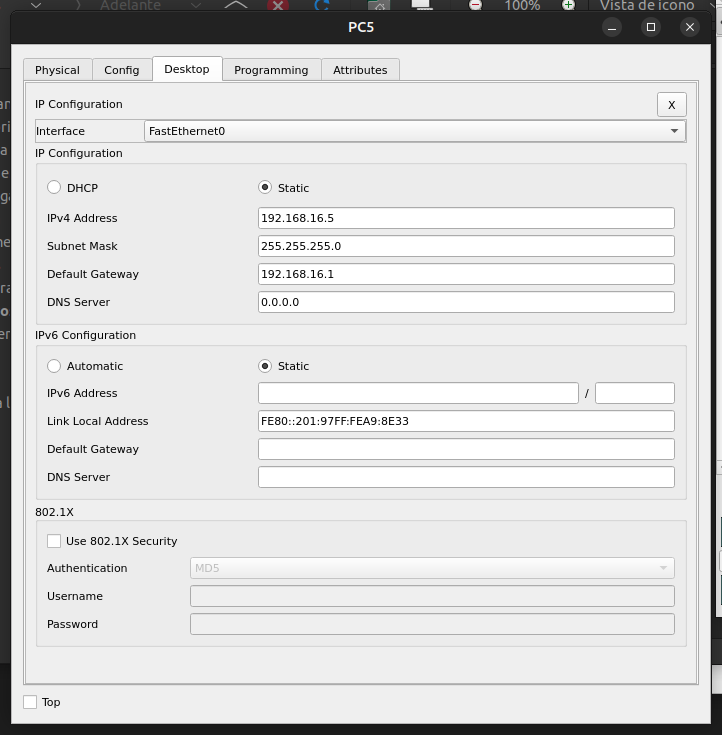 Adelante 100% Vista de icono
PC5
Physical Config Desktop Programming Attributes
IP Configuration X
Interface FastEthernet0
IP Configuration
DHCP Static
IPv4 Address 192.168.16.5
Subnet Mask 255.255.255.0
Default Gateway 192.168.16.1
DNS Server 0.0.0.0
IPv6 Configuration
Automatic Static
IPv6 Address /
Link Local Address FE80::201:97FF:FEA9:8E33
Default Gateway
DNS Server
802.1X
Use 802.1X Security
Authentication MD5
Username
Password
Top